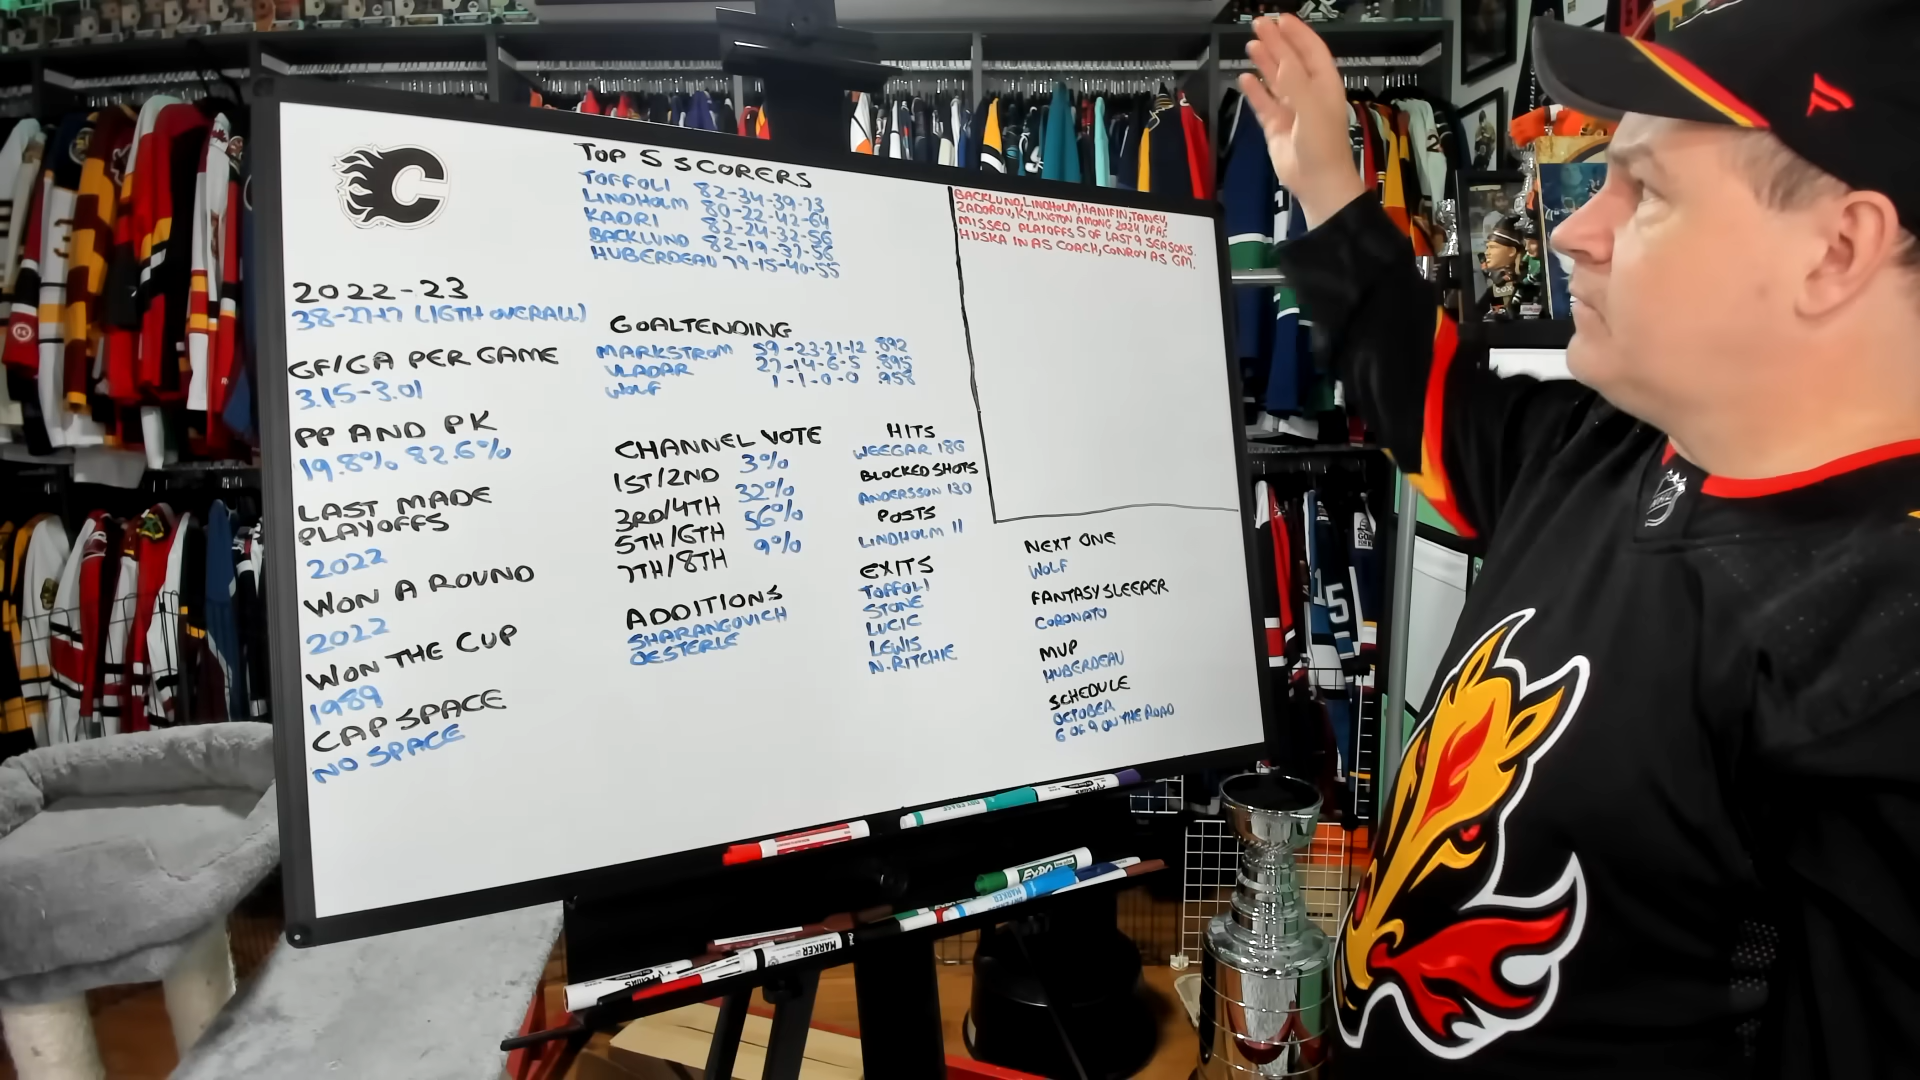 TOP 5 SCORERS
TOFFOLI 82-34-39-73
LINDHOLM 80-22-42-64
KADRI 82-24-32-56
BACKLUND 82-19-37-56
HUBERDEAU 79-15-40-55
2022-23
38-27-17 (16TH OVERALL)
GF/GA PER GAME
3.15-3.01
PP AND PK
19.8% 82.6%
LAST MADE
PLAYOFFS
2022
WON A ROUND
2022
WON THE CUP
1989
CAP SPACE
NO SPACE
GOALTENDING
MARKSTROM 59-23-21-12 .892
VLADAR 27-14-6-5 .895
WOLF 1-1-0-0 .958
CHANNEL VOTE
1ST/2ND 3%
3RD/4TH 32%
5TH/6TH 56%
7TH/8TH 9%
ADDITIONS
SHARANGOVICH
OESTERLE
HITS
WEEGAR 186
BLOCKED SHOTS
ANDERSSON 130
POSTS
LINDHOLM 11
EXITS
TOFFOLI
STONE
LUCIC
LEWIS
N.RITCHIE
BACKLUND, LINDHOLM, HANIFIN, TANEV,
ZADOROV, KYLINGTON AMONG 2024 UFAS
MISSED PLAYOFFS 5 OF LAST 9 SEASONS.
HUSKA IN AS COACH, CONROY AS GM.
NEXT ONE
WOLF
FANTASY SLEEPER
CORONATO
MVP
HUBERDEAU
SCHEDULE
OCTOBER
6 OF 9 ON THE ROAD
EXPO
MARKER
15